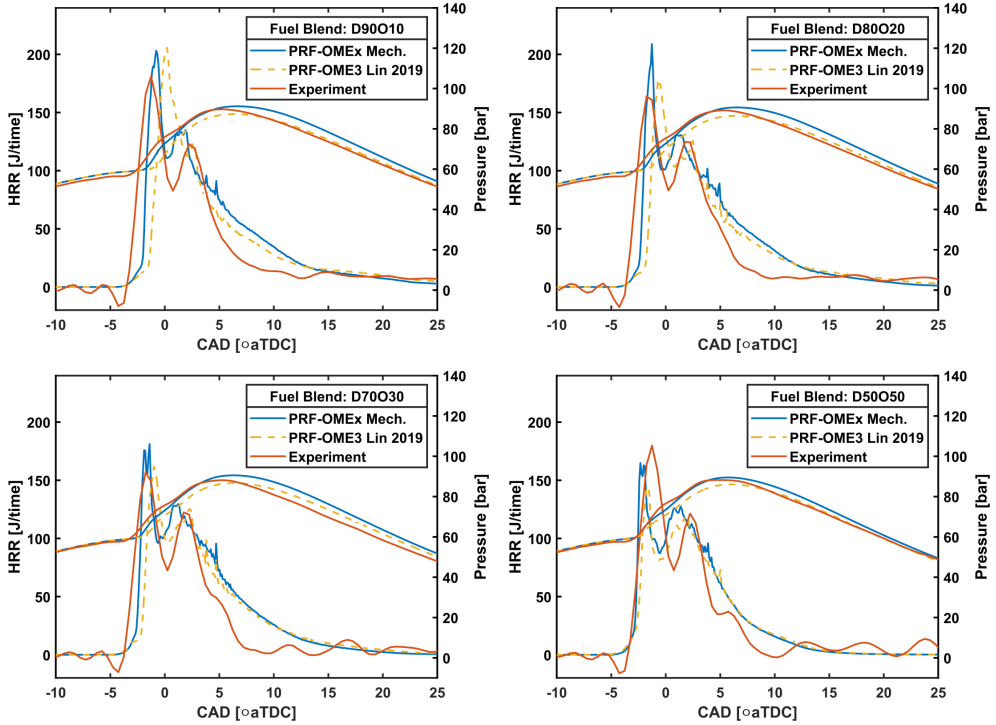 Fuel Blend: D90O10
PRF-OMEx Mech.
PRF-OME3 Lin 2019
Experiment
HRR [J/time]
200
150
100
50
0
Pressure [bar]
140
120
100
80
60
40
20
0
-10 -5 0 5 10 15 20 25
CAD [○aTDC]
Fuel Blend: D80O20
PRF-OMEx Mech.
PRF-OME3 Lin 2019
Experiment
HRR [J/time]
200
150
100
50
0
Pressure [bar]
140
120
100
80
60
40
20
0
-10 -5 0 5 10 15 20 25
CAD [○aTDC]
Fuel Blend: D70O30
PRF-OMEx Mech.
PRF-OME3 Lin 2019
Experiment
HRR [J/time]
200
150
100
50
0
Pressure [bar]
140
120
100
80
60
40
20
0
-10 -5 0 5 10 15 20 25
CAD [○aTDC]
Fuel Blend: D50O50
PRF-OMEx Mech.
PRF-OME3 Lin 2019
Experiment
HRR [J/time]
200
150
100
50
0
Pressure [bar]
140
120
100
80
60
40
20
0
-10 -5 0 5 10 15 20 25
CAD [○aTDC]